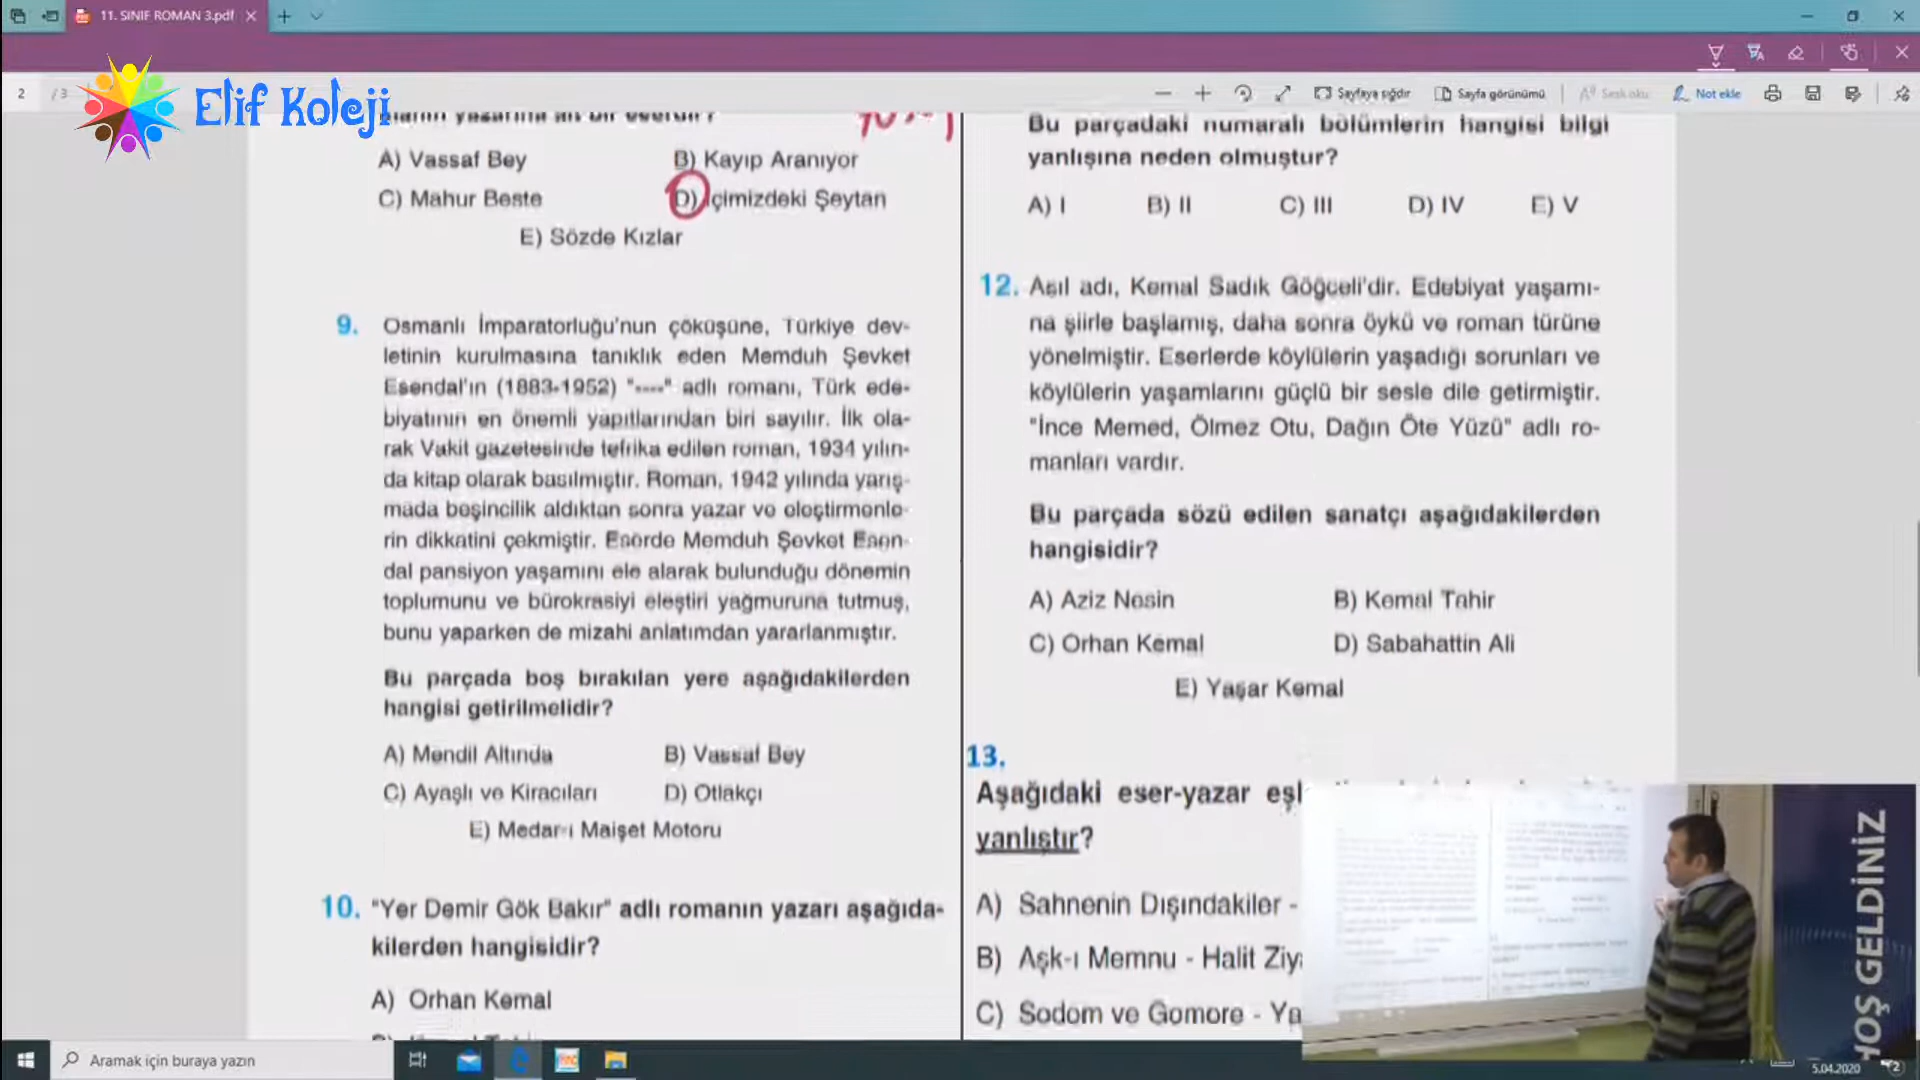 11. SINIF ROMAN 3.pdf
2 / 3
Sayfaya sığdır
Sayfa görünümü
Sesli oku
Not ekle
Elif Koleji
A) Vassaf Bey
B) Kayıp Aranıyor
C) Mahur Beste
D) İçimizdeki Şeytan
E) Sözde Kızlar
9. Osmanlı İmparatorluğu'nun çöküşüne, Türkiye dev-
letinin kurulmasına tanıklık eden Memduh Şevket
Esendal'ın (1883-1952) "----" adlı romanı, Türk ede-
biyatının en önemli yapıtlarından biri sayılır. İlk ola-
rak Vakit gazetesinde tefrika edilen roman, 1934 yılın-
da kitap olarak basılmıştır. Roman, 1942 yılında yarış-
mada beşincilik aldıktan sonra yazar ve eleştirmenle-
rin dikkatini çekmiştir. Eserde Memduh Şevket Esen-
dal pansiyon yaşamını ele alarak bulunduğu dönemin
toplumunu ve bürokrasiyi eleştiri yağmuruna tutmuş,
bunu yaparken de mizahi anlatımdan yararlanmıştır.
Bu parçada boş bırakılan yere aşağıdakilerden
hangisi getirilmelidir?
A) Mendil Altında
B) Vassaf Bey
C) Ayaşlı ve Kiracıları
D) Otlakçı
E) Medar-ı Maişet Motoru
10. "Yer Demir Gök Bakır" adlı romanın yazarı aşağıda-
kilerden hangisidir?
A) Orhan Kemal
Bu parçadaki numaralı bölümlerin hangisi bilgi
yanlışına neden olmuştur?
A) I
B) II
C) III
D) IV
E) V
12. Asıl adı, Kemal Sadık Göğceli'dir. Edebiyat yaşamı-
na şiirle başlamış, daha sonra öykü ve roman türüne
yönelmiştir. Eserlerde köylülerin yaşadığı sorunları ve
köylülerin yaşamlarını güçlü bir sesle dile getirmiştir.
"İnce Memed, Ölmez Otu, Dağın Öte Yüzü" adlı ro-
manları vardır.
Bu parçada sözü edilen sanatçı aşağıdakilerden
hangisidir?
A) Aziz Nesin
B) Kemal Tahir
C) Orhan Kemal
D) Sabahattin Ali
E) Yaşar Kemal
13.
Aşağıdaki eser-yazar
yanlıştır?
A) Sahnenin Dışındakiler -
B) Aşk-ı Memnu - Halit
C) Sodom ve Gomore -
HOŞ GELDİNİZ
Aramak için buraya yazın
5.04.2020
2